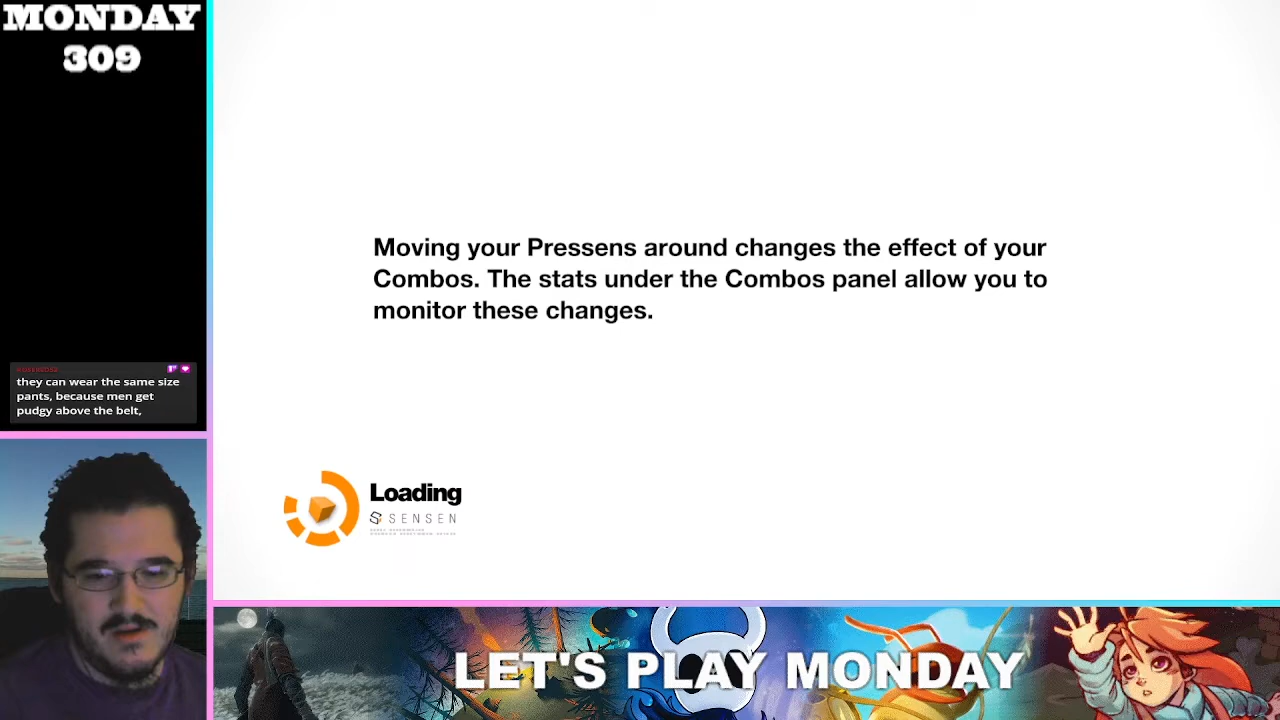 MONDAY
309
they can wear the same size
pants, because men get
pudgy above the belt,
Moving your Pressens around changes the effect of your
Combos. The stats under the Combos panel allow you to
monitor these changes.
Loading
SENSEN
LET'S PLAY MONDAY